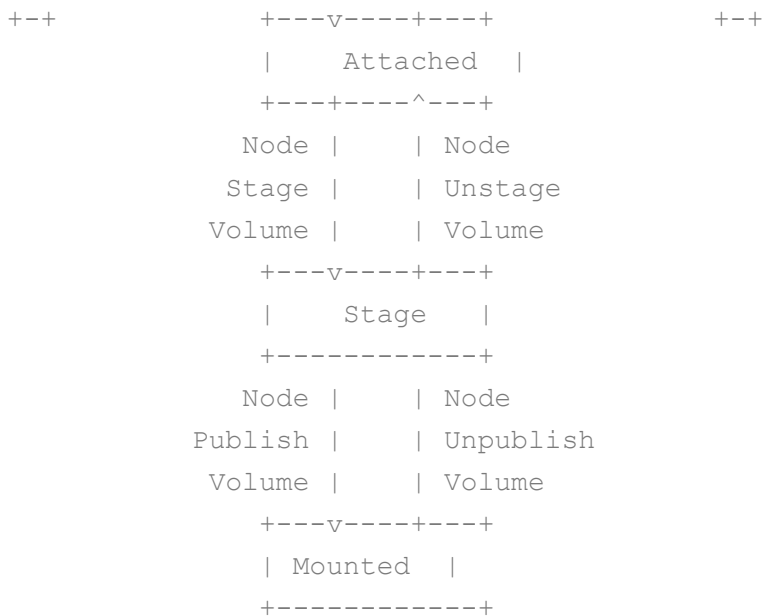 +-+            +---v----+---+             +-+
               |    Attached  |
               +---+----^---+
              Node |    | Node
             Stage |    | Unstage
            Volume |    | Volume
               +---v----+---+
               |    Stage   |
               +------------+
              Node |    | Node
           Publish |    | Unpublish
            Volume |    | Volume
               +---v----+---+
               | Mounted  |
               +------------+